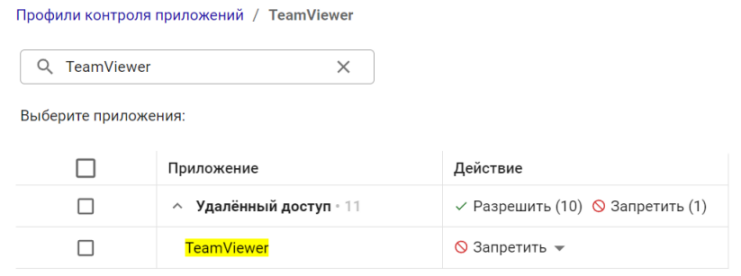 Профили контроля приложений / TeamViewer
TeamViewer
Выберите приложения:
Приложение Действие
Удалённый доступ • 11 Разрешить (10) Запретить (1)
TeamViewer Запретить